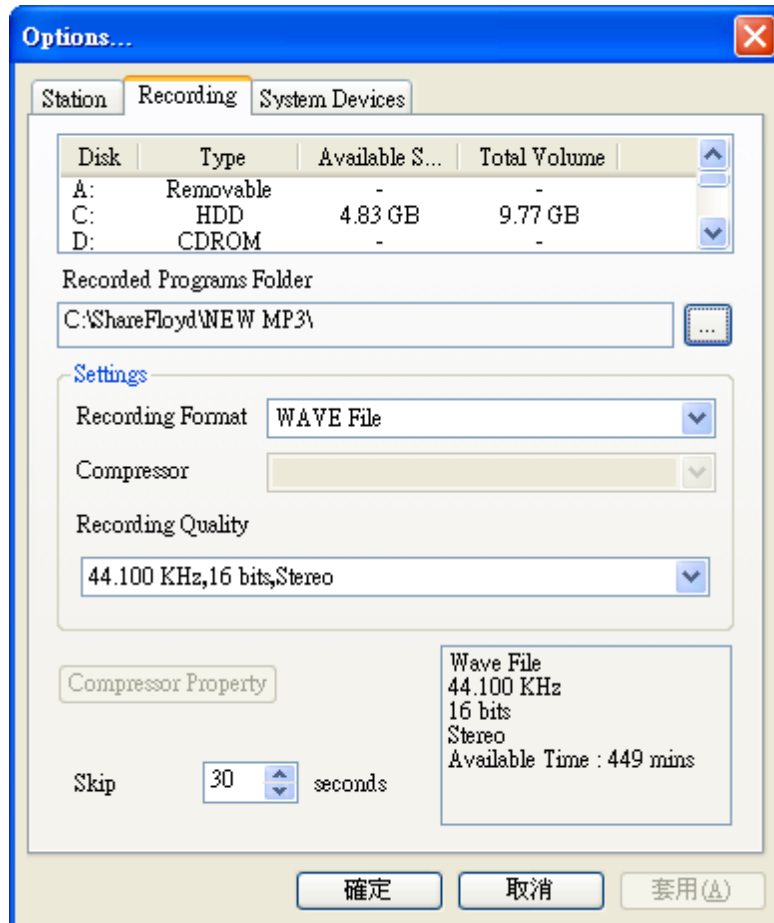 Options...
Station Recording System Devices
Disk Type Available S... Total Volume
A: Removable - -
C: HDD 4.83 GB 9.77 GB
D: CDROM - -
Recorded Programs Folder
C:\ShareFloyd\NEW MP3\ ...
Settings
Recording Format WAVE File
Compressor
Recording Quality
44.100 KHz,16 bits,Stereo
Compressor Property
Wave File
44.100 KHz
16 bits
Stereo
Available Time : 449 mins
Skip 30 seconds
確定 取消 套用(A)